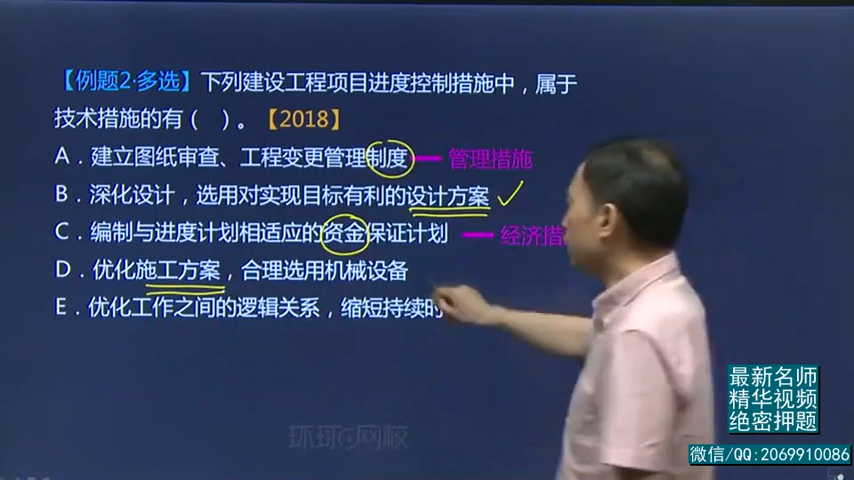 【例题2·多选】下列建设工程项目进度控制措施中，属于
技术措施的有（ ）。【2018】
A．建立图纸审查、工程变更管理制度 管理措施
B．深化设计，选用对实现目标有利的设计方案
C．编制与进度计划相适应的资金保证计划 经济措
D．优化施工方案，合理选用机械设备
E．优化工作之间的逻辑关系，缩短持续时
环球网校
最新名师
精华视频
绝密押题
微信/QQ:2069910086